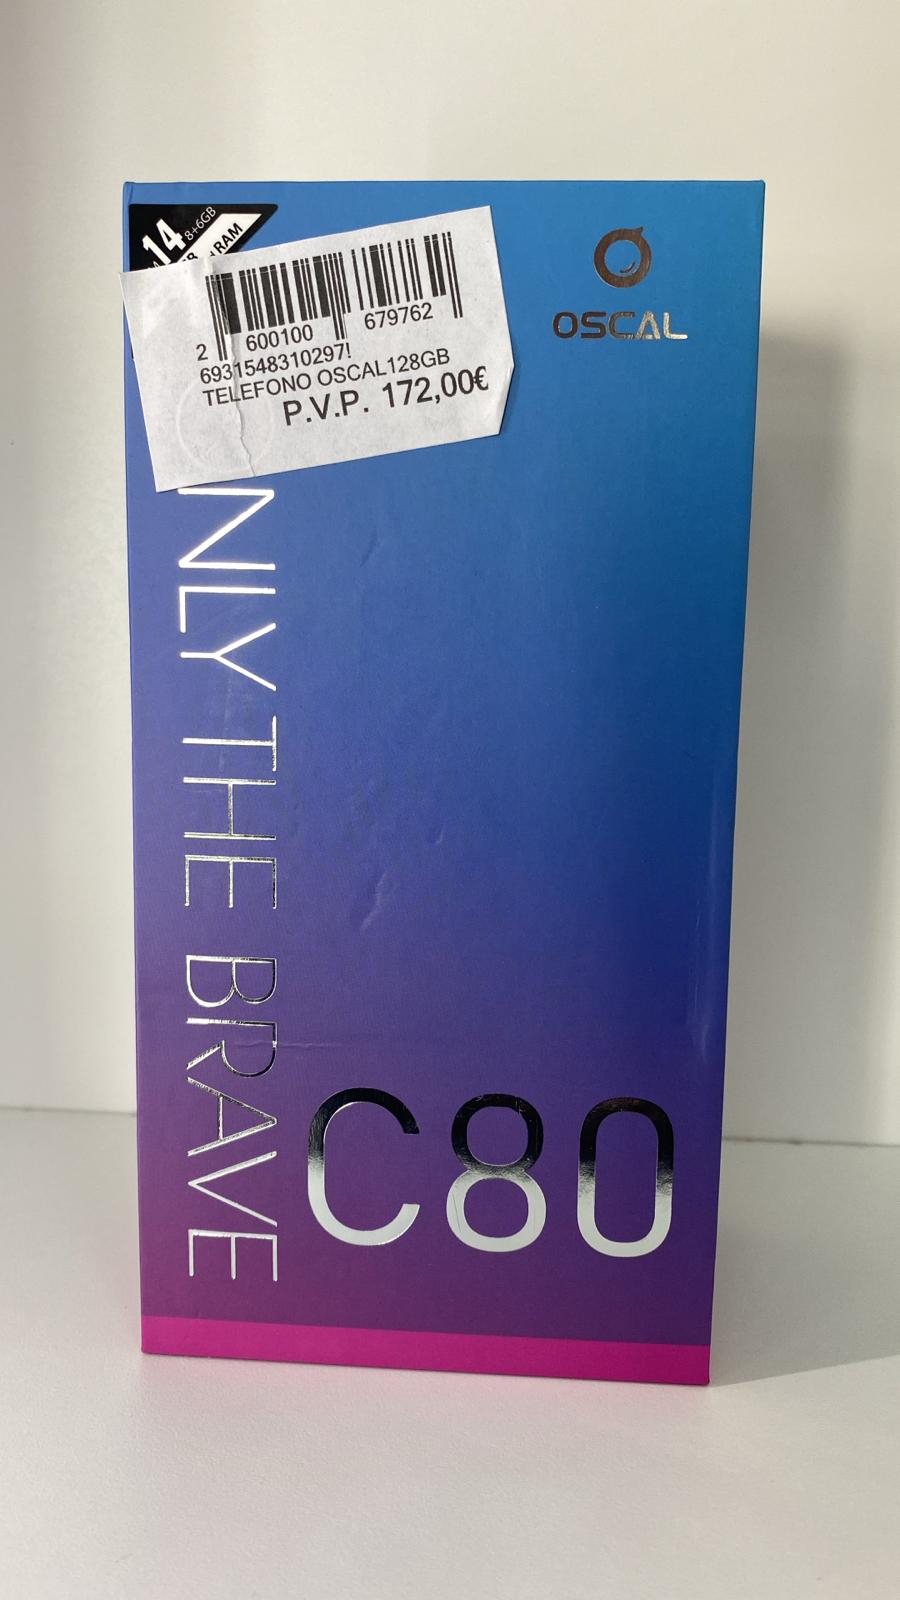 14
8+6GB
RAM
2 600100 679762
6931548310297!
TELEFONO OSCAL128GB
P.V.P. 172,00€
OSCAL
NLY THE BRAVE
C80